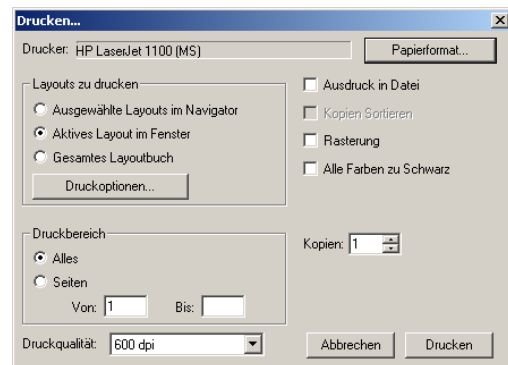 Drucken...
Drucker: HP LaserJet 1100 (MS)
Papierformat...
Layouts zu drucken
Ausgewählte Layouts im Navigator
Aktives Layout im Fenster
Gesamtes Layoutbuch
Druckoptionen...
Ausdruck in Datei
Kopien Sortieren
Rasterung
Alle Farben zu Schwarz
Druckbereich
Alles
Seiten
Von: 1 Bis:
Kopien: 1
Druckqualität: 600 dpi
Abbrechen
Drucken